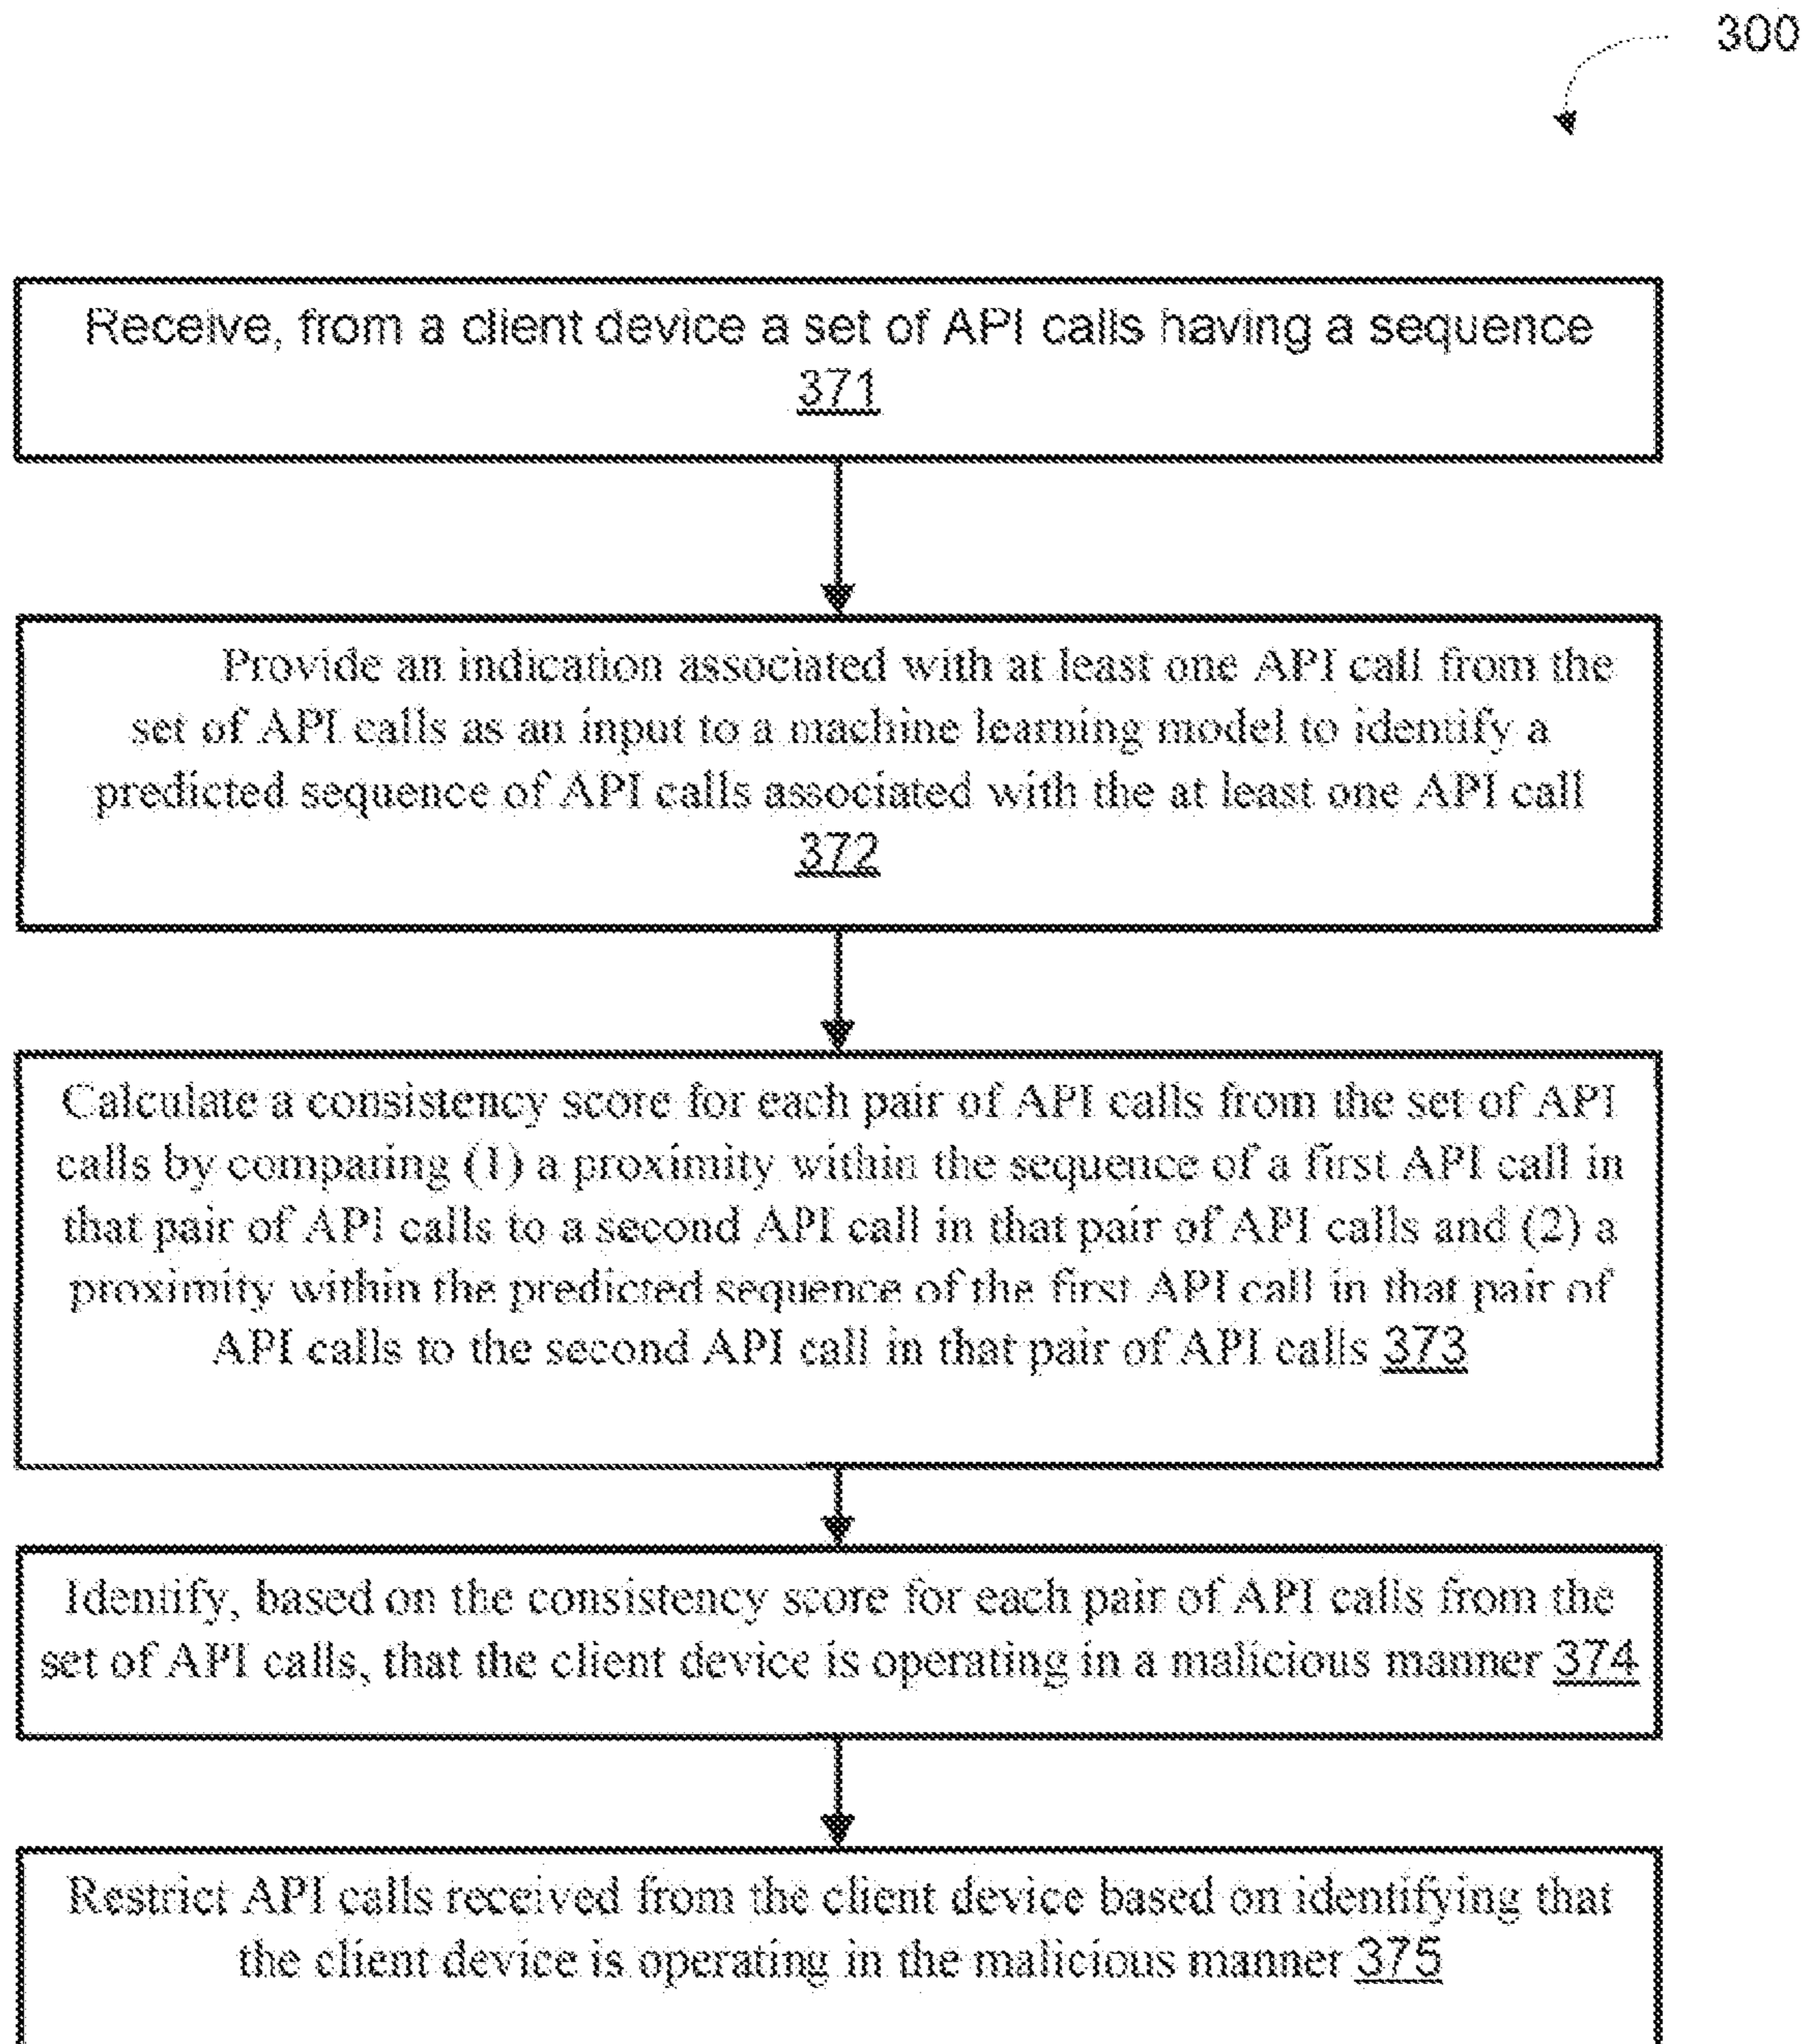 300
Receive, from a client device a set of API calls having a sequence
371
Provide an indication associated with at least one API call from the
set of API calls as an input to a machine learning model to identify a
predicted sequence of API calls associated with the at least one API call
372
Calculate a consistency score for each pair of API calls from the set of API
calls by comparing (1) a proximity within the sequence of a first API call in
that pair of API calls to a second API call in that pair of API calls and (2) a
proximity within the predicted sequence of the first API call in that pair of
API calls to the second API call in that pair of API calls 373
Identify, based on the consistency score for each pair of API calls from the
set of API calls, that the client device is operating in a malicious manner 374
Restrict API calls received from the client device based on identifying that
the client device is operating in the malicious manner 375